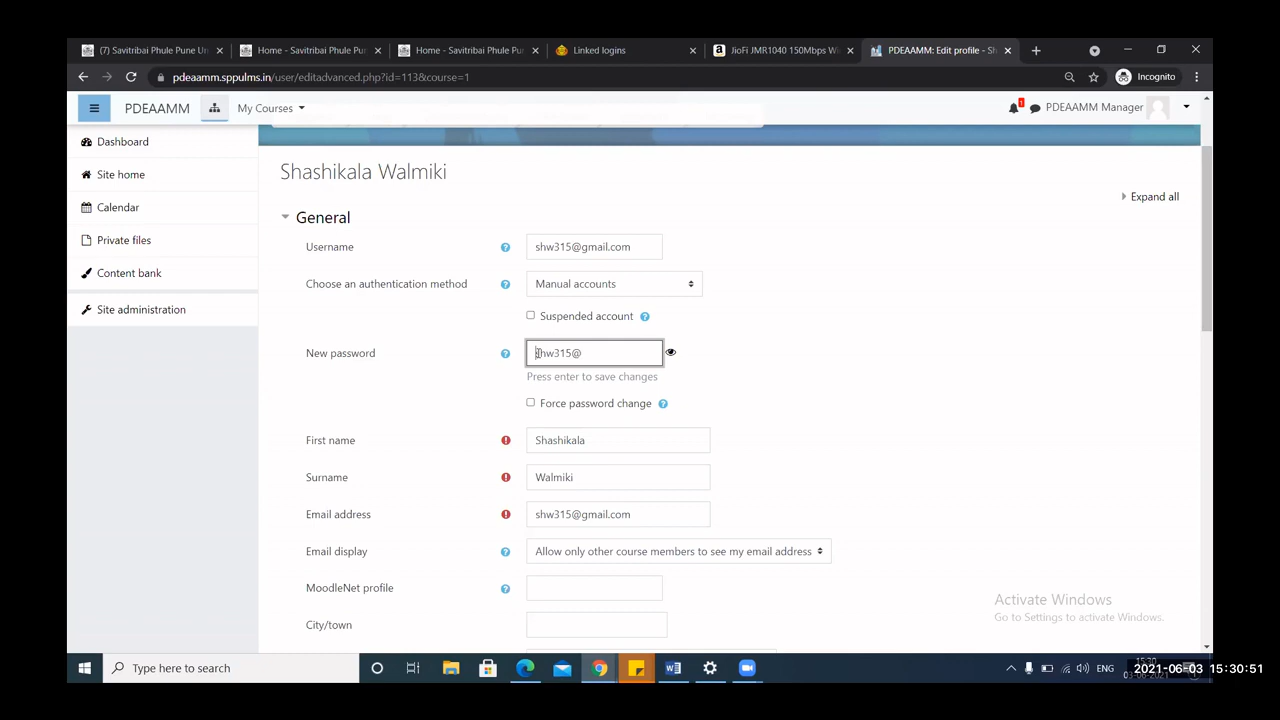 (7) Savitribai Phule Pune Un
Home - Savitribai Phule Pu
Home - Savitribai Phule Pu
Linked logins
JioFi JMR1040 150Mbps Wi
PDEAAMM: Edit profile - Sh
pdeaamm.sppulms.in/user/editadvanced.php?id=113&course=1
Incognito
PDEAAMM
My Courses
1
PDEAAMM Manager
Dashboard
Site home
Calendar
Private files
Content bank
Site administration
Shashikala Walmiki
Expand all
General
Username
shw315@gmail.com
Choose an authentication method
Manual accounts
Suspended account
New password
shw315@
Press enter to save changes
Force password change
First name
Shashikala
Surname
Walmiki
Email address
shw315@gmail.com
Email display
Allow only other course members to see my email address
MoodleNet profile
City/town
Activate Windows
Go to Settings to activate Windows.
Type here to search
ENG
2021-06-03 15:30:51